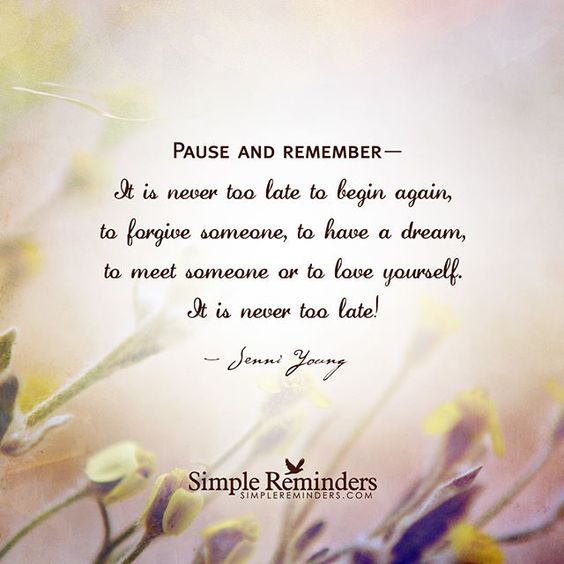 PAUSE AND REMEMBER—
It is never too late to begin again,
to forgive someone, to have a dream,
to meet someone or to love yourself.
It is never too late!
— Jenni Young
Simple Reminders
SIMPLEREMINDERS.COM